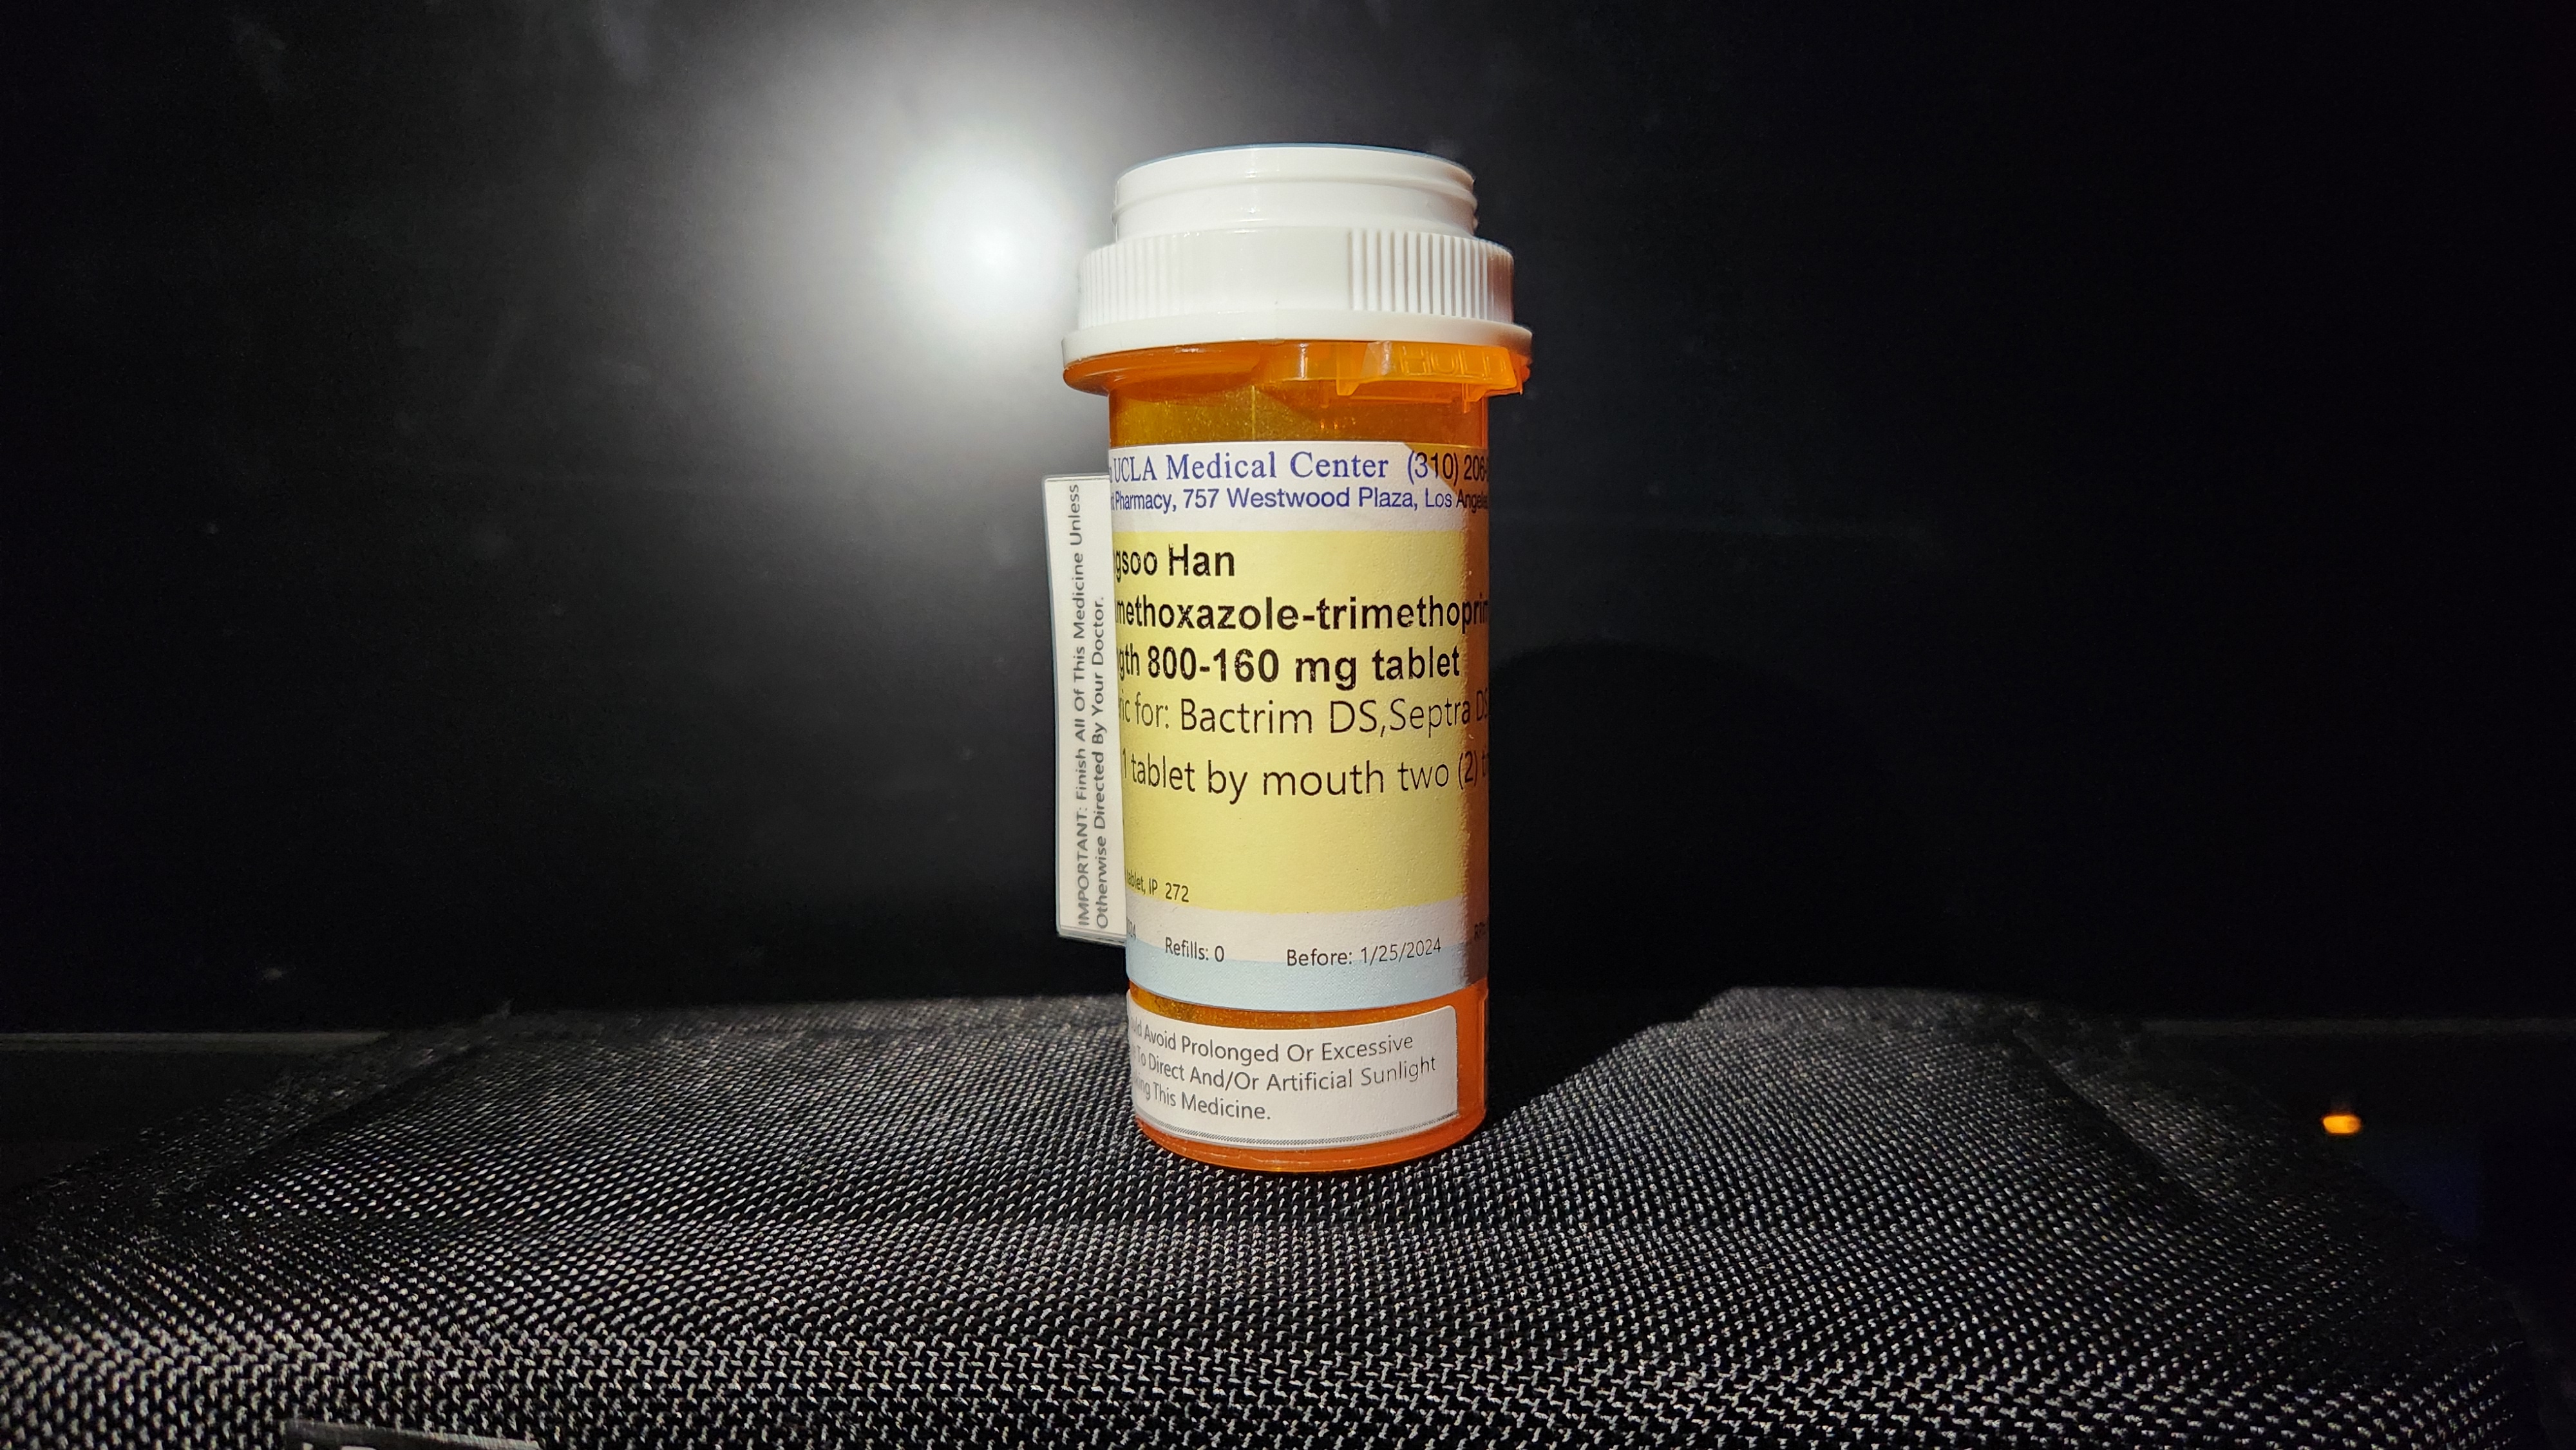 UCLA Medical Center (310) 206
Pharmacy, 757 Westwood Plaza, Los Angeles
gsoo Han
methoxazole-trimethoprim
gth 800-160 mg tablet
ic for: Bactrim DS,Septra DS
1 tablet by mouth two (2)
tablet, IP 272
Refills: 0 Before: 1/25/2024
Avoid Prolonged Or Excessive
To Direct And/Or Artificial Sunlight
This Medicine.
IMPORTANT: Finish All Of This Medicine Unless
Otherwise Directed By Your Doctor.